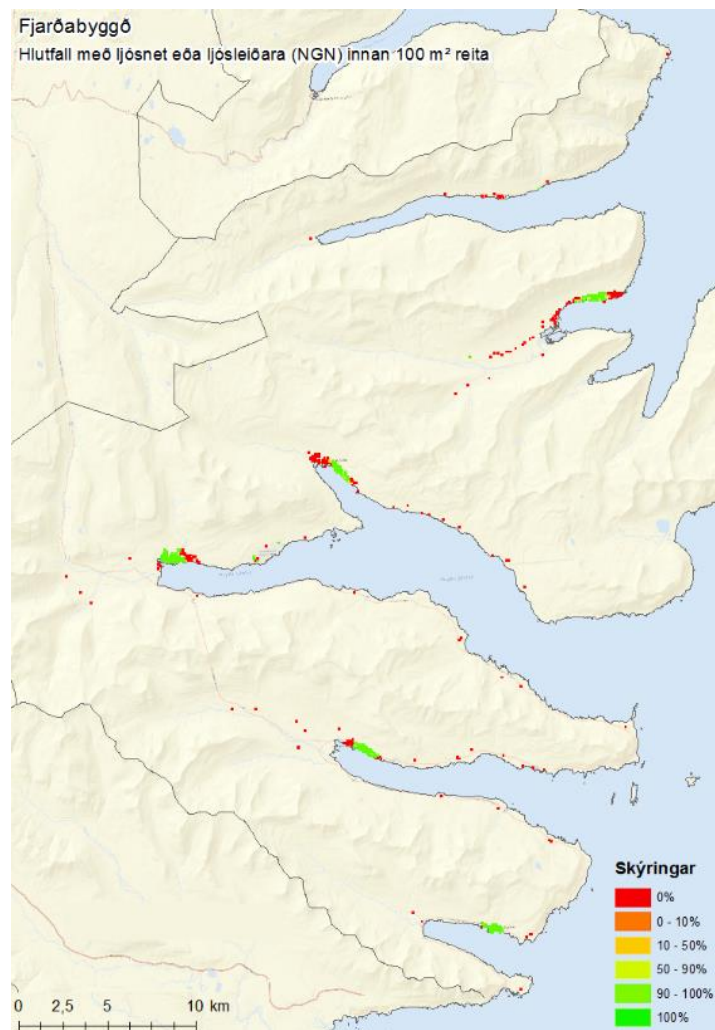 Fjarðabyggð
Hlutfall með ljósnet eða ljósleiðara (NGN) innan 100 m² reita
Skýringar
0%
0 - 10%
10 - 50%
50 - 90%
90 - 100%
100%
0 2,5 5 10 km